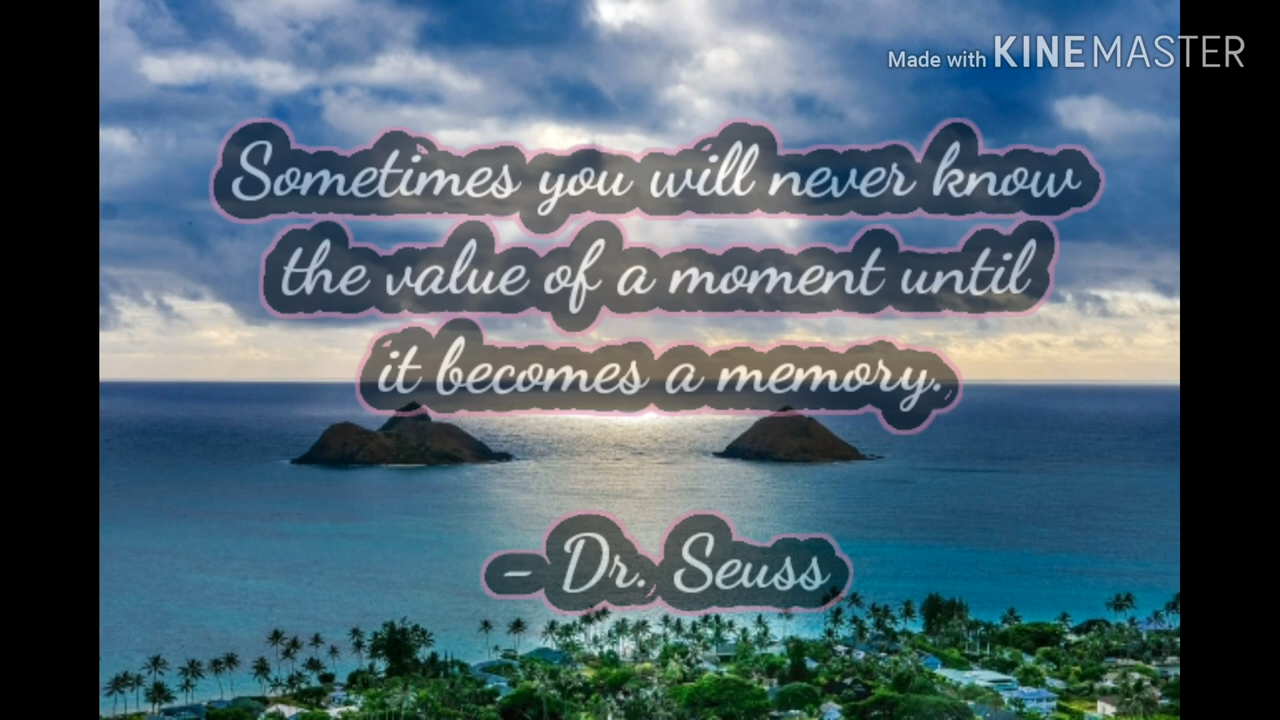 Made with KINEMASTER
Sometimes you will never know
the value of a moment until
it becomes a memory.
- Dr. Seuss